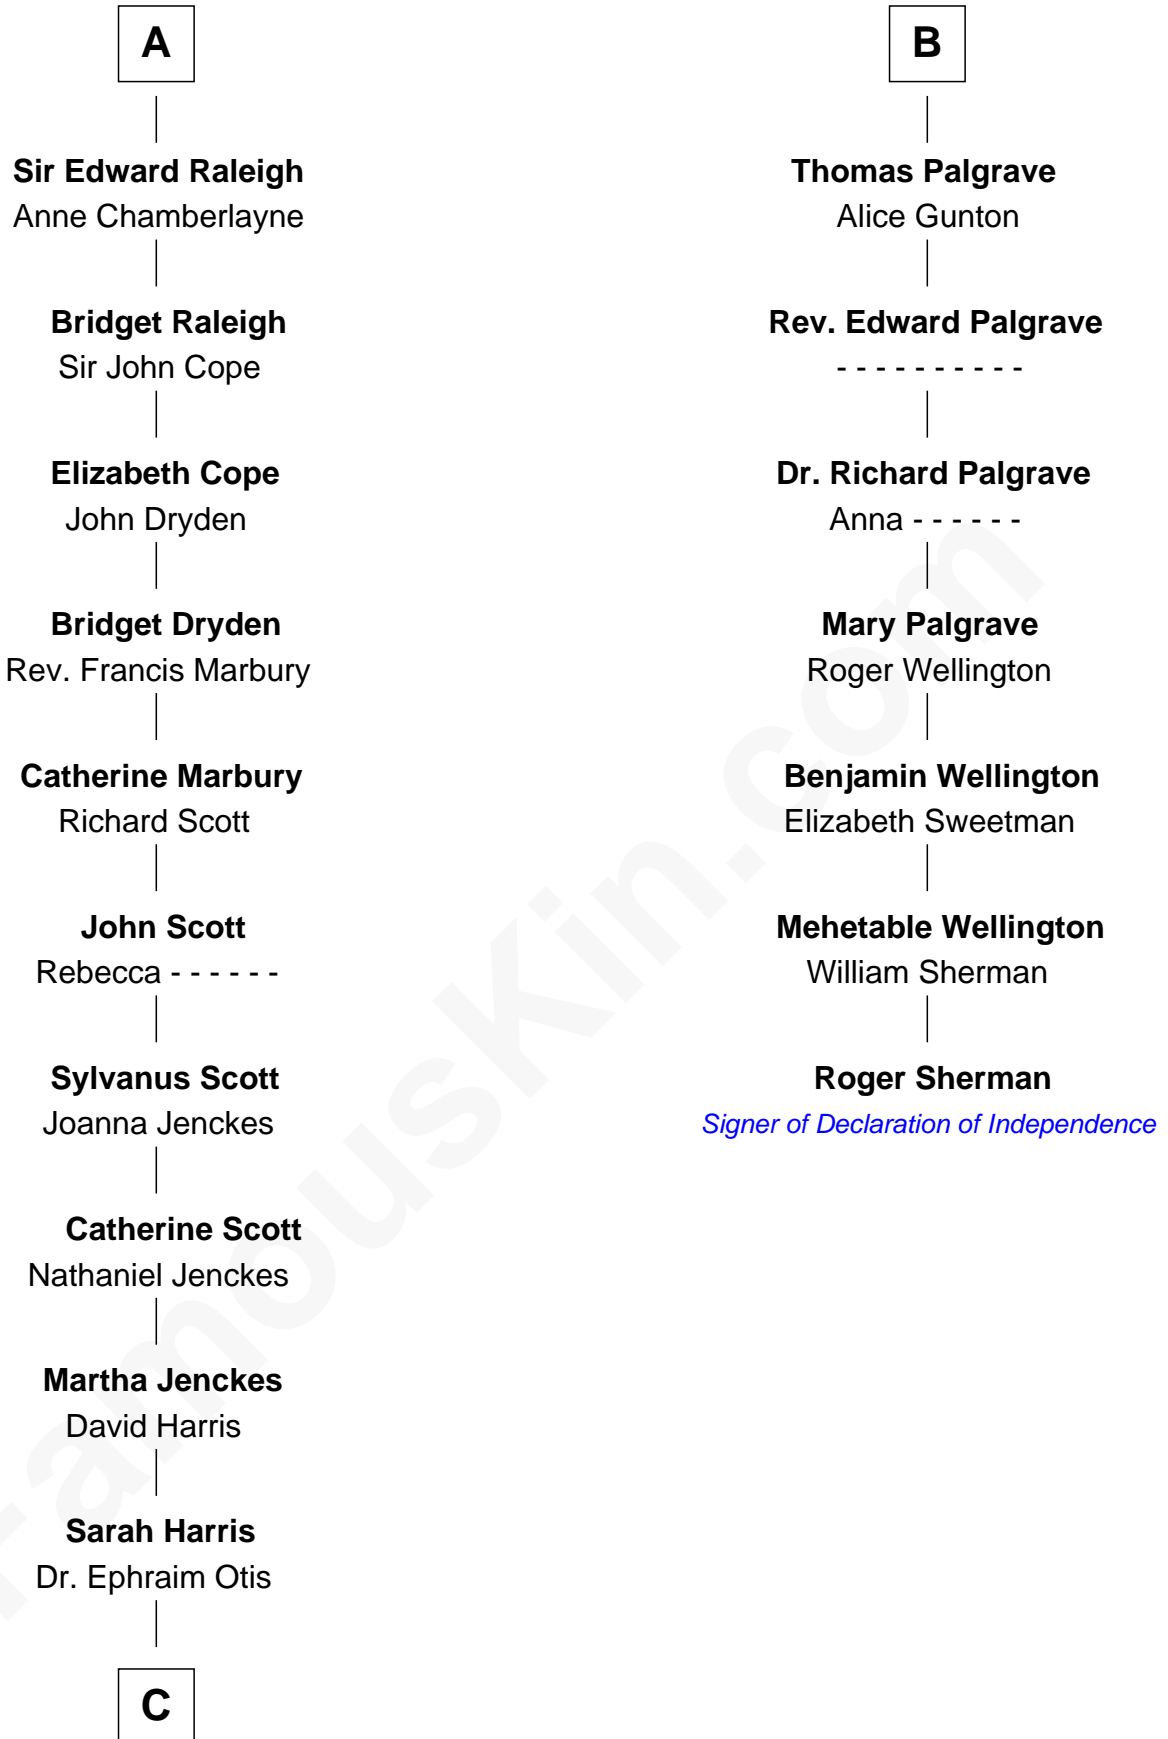 A
Sir Edward Raleigh
Anne Chamberlayne
Bridget Raleigh
Sir John Cope
Elizabeth Cope
John Dryden
Bridget Dryden
Rev. Francis Marbury
Catherine Marbury
Richard Scott
John Scott
Rebecca - - - - - -
Sylvanus Scott
Joanna Jenckes
Catherine Scott
Nathaniel Jenckes
Martha Jenckes
David Harris
Sarah Harris
Dr. Ephraim Otis
C
B
Thomas Palgrave
Alice Gunton
Rev. Edward Palgrave
- - - - - - - - - -
Dr. Richard Palgrave
Anna - - - - - -
Mary Palgrave
Roger Wellington
Benjamin Wellington
Elizabeth Sweetman
Mehetable Wellington
William Sherman
Roger Sherman
Signer of Declaration of Independence
FamousKin.com